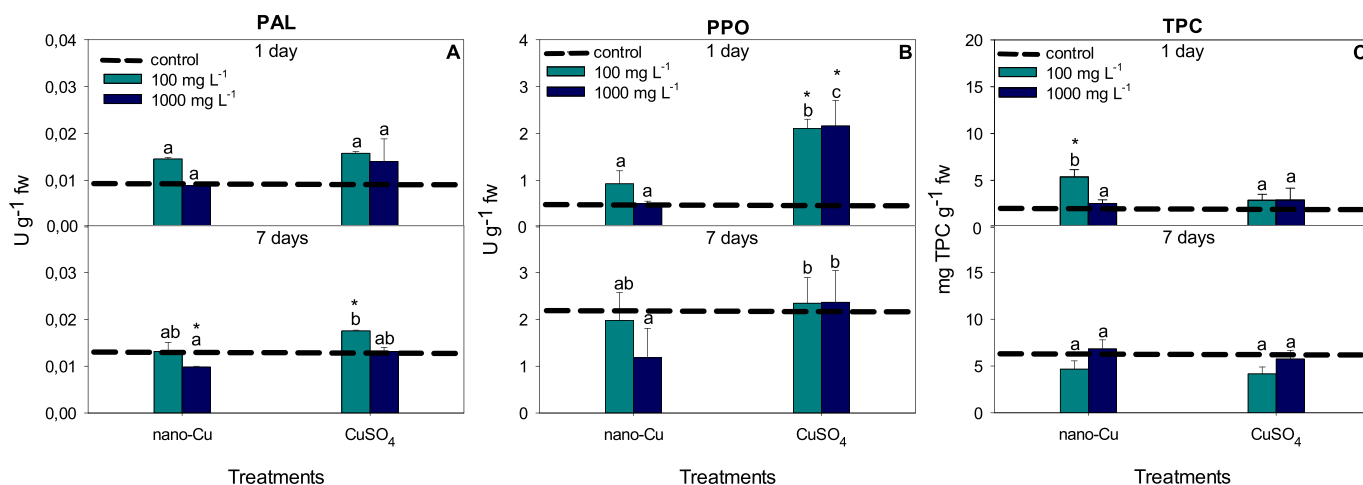 PAL
A
1 day
control
100 mg L⁻¹
1000 mg L⁻¹
0,04
0,03
0,02
0,01
0,00
a
a
a
a
U g⁻¹ fw
7 days
0,03
0,02
0,01
0,00
ab
*
a
*
b
ab
nano-Cu
CuSO₄
Treatments
PPO
B
1 day
control
100 mg L⁻¹
1000 mg L⁻¹
4
3
2
1
0
a
a
*
b
*
c
U g⁻¹ fw
7 days
3
2
1
0
ab
a
b
b
nano-Cu
CuSO₄
Treatments
TPC
C
1 day
control
100 mg L⁻¹
1000 mg L⁻¹
20
15
10
5
0
*
b
a
a
a
mg TPC g⁻¹ fw
7 days
15
10
5
0
a
a
a
a
nano-Cu
CuSO₄
Treatments